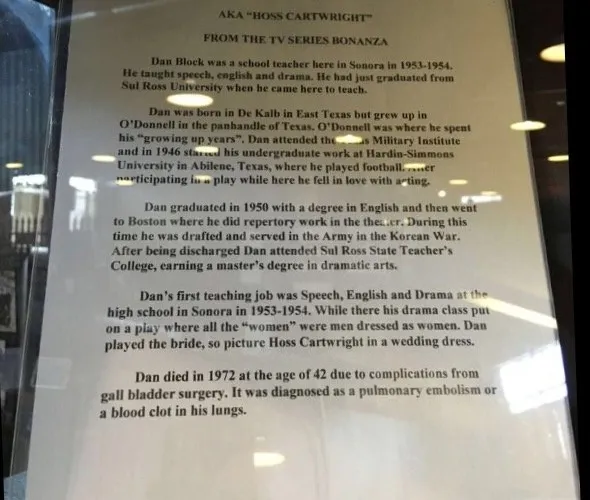 AKA "HOSS CARTWRIGHT"
FROM THE TV SERIES BONANZA
Dan Block was a school teacher here in Sonora in 1953-1954.
He taught speech, english and drama. He had just graduated from
Sul Ross University when he came here to teach.
Dan was born in De Kalb in East Texas but grew up in
O'Donnell in the panhandle of Texas. O'Donnell was where he spent
his "growing up years". Dan attended the Military Institute
and in 1946 started his undergraduate work at Hardin-Simmons
University in Abilene, Texas, where he played football. After
participating in a play while here he fell in love with acting.
Dan graduated in 1950 with a degree in English and then went
to Boston where he did repertory work in the theater. During this
time he was drafted and served in the Army in the Korean War.
After being discharged Dan attended Sul Ross State Teacher's
College, earning a master's degree in dramatic arts.
Dan's first teaching job was Speech, English and Drama at the
high school in Sonora in 1953-1954. While there his drama class put
on a play where all the "women" were men dressed as women. Dan
played the bride, so picture Hoss Cartwright in a wedding dress.
Dan died in 1972 at the age of 42 due to complications from
gall bladder surgery. It was diagnosed as a pulmonary embolism or
a blood clot in his lungs.